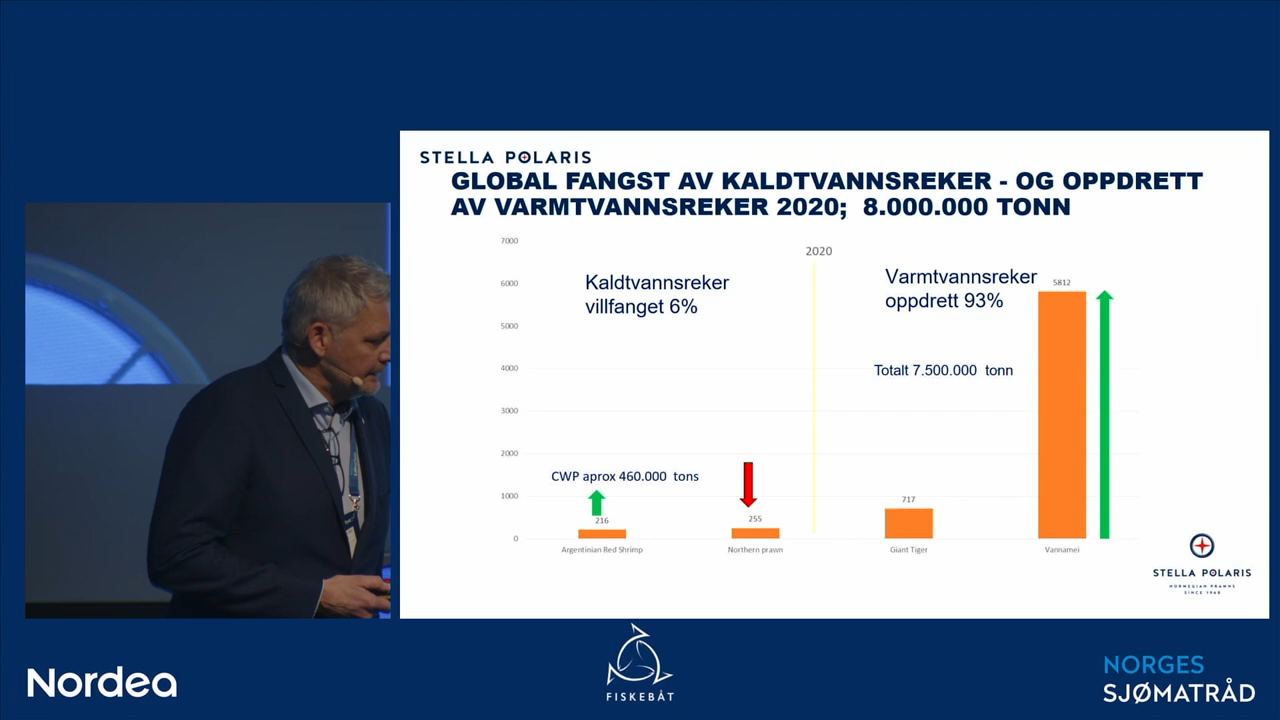 STELLA POLARIS
GLOBAL FANGST AV KALDTVANNSREKER - OG OPPDRETT
AV VARMTVANNSREKER 2020; 8.000.000 TONN
2020
7000
6000
5000
4000
3000
2000
1000
0
Kaldtvannsreker
villfanget 6%
Varmtvannsreker
oppdrett 93%
Totalt 7.500.000 tonn
CWP aprox 460.000 tons
216
255
717
5812
Argentinian Red Shrimp
Northern prawn
Giant Tiger
Vannamei
STELLA POLARIS
NORWEGIAN PRAWNS
SINCE 1968
Nordea
FISKEBÅT
NORGES
SJØMATRÅD